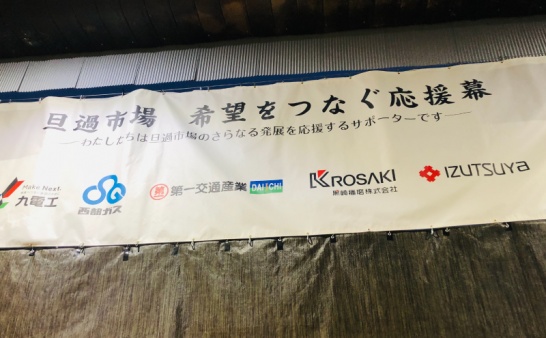 旦過市場 希望をつなぐ応援幕
―わたしたちは旦過市場のさらなる発展を応援するサポーターです―
Make Next.
九電工
西部ガス
第一交通産業 DAIICHI
KROSAKI
黒崎播磨株式会社
IZUTSUYA